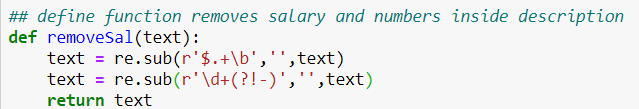 ## define function removes salary and numbers inside description
def removeSal(text):
    text = re.sub(r'$.+\b','',text)
    text = re.sub(r'\d+(?!-)','',text)
    return text